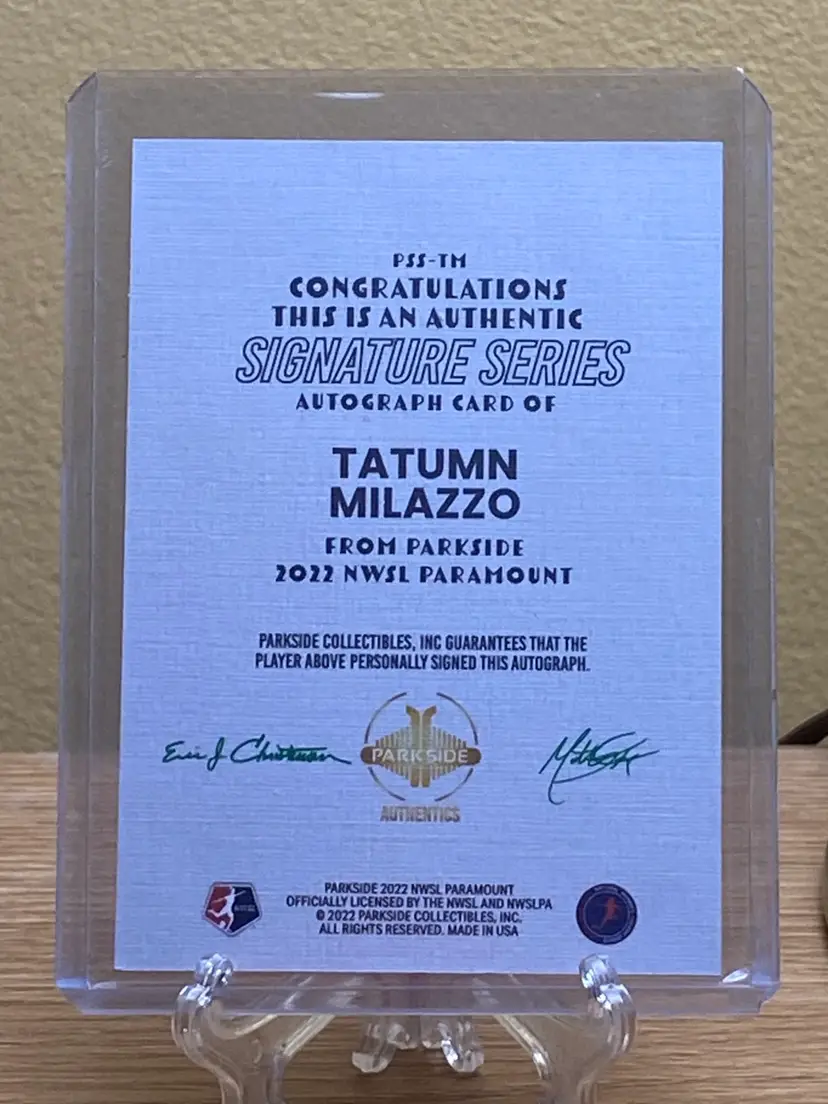 PSS-TM
CONGRATULATIONS
THIS IS AN AUTHENTIC
SIGNATURE SERIES
AUTOGRAPH CARD OF
TATUMN
MILAZZO
FROM PARKSIDE
2022 NWSL PARAMOUNT
PARKSIDE COLLECTIBLES, INC GUARANTEES THAT THE
PLAYER ABOVE PERSONALLY SIGNED THIS AUTOGRAPH.
Eric J Christensen
PARKSIDE
AUTHENTICS
PARKSIDE 2022 NWSL PARAMOUNT
OFFICIALLY LICENSED BY THE NWSL AND NWSLPA
© 2022 PARKSIDE COLLECTIBLES, INC.
ALL RIGHTS RESERVED. MADE IN USA